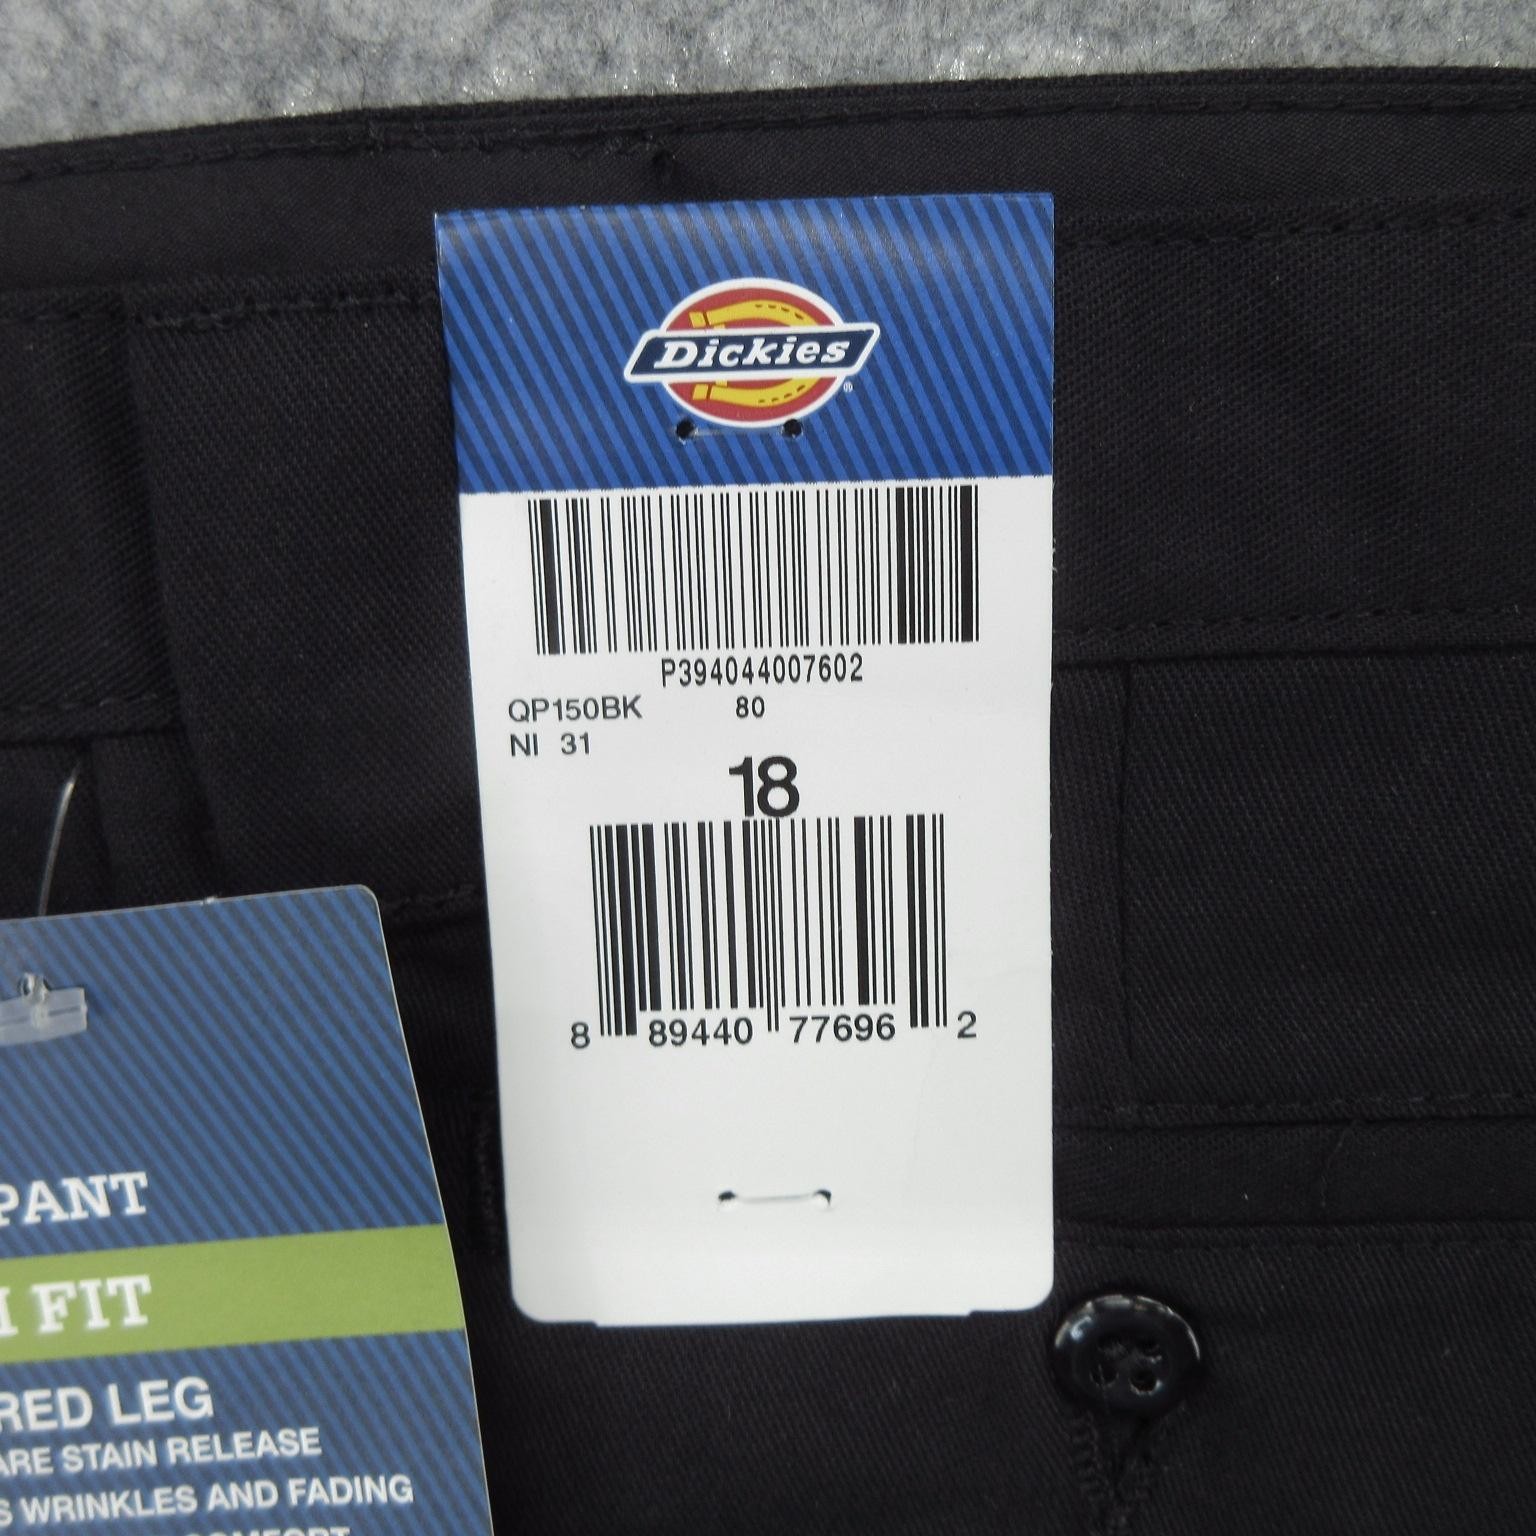 Dickies
®
P394044007602
QP150BK 80
NI 31
18
8 89440 77696 2
PANT
FIT
RED LEG
ARE STAIN RELEASE
S WRINKLES AND FADING
COMFORT